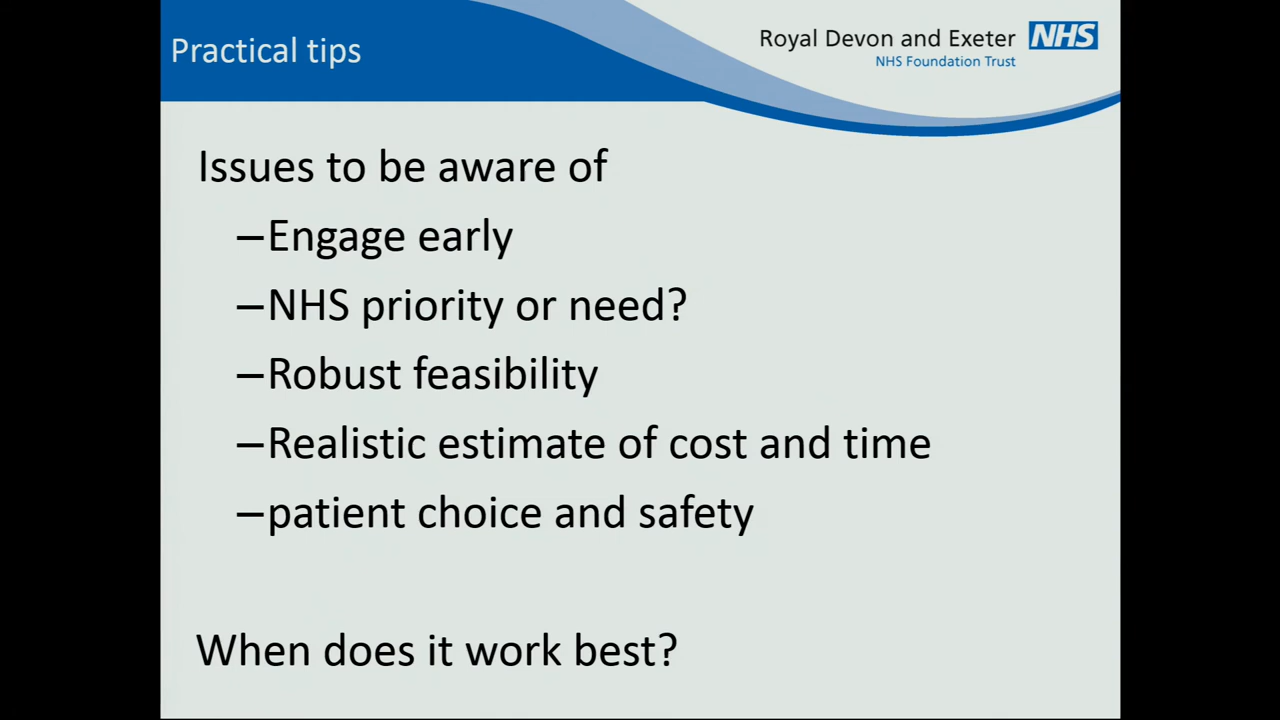 Practical tips
Royal Devon and Exeter NHS
NHS Foundation Trust
Issues to be aware of
–Engage early
–NHS priority or need?
–Robust feasibility
–Realistic estimate of cost and time
–patient choice and safety
When does it work best?